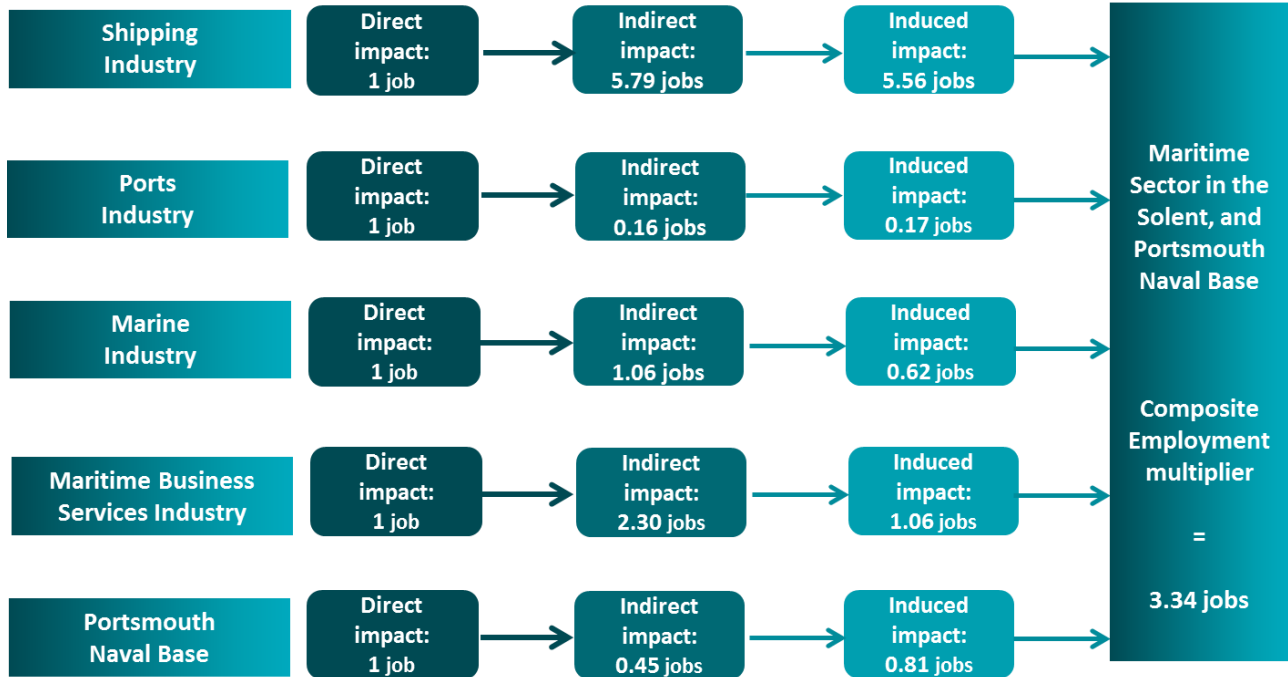 Shipping
Industry
Direct
impact:
1 job
Indirect
impact:
5.79 jobs
Induced
impact:
5.56 jobs
Ports
Industry
Direct
impact:
1 job
Indirect
impact:
0.16 jobs
Induced
impact:
0.17 jobs
Marine
Industry
Direct
impact:
1 job
Indirect
impact:
1.06 jobs
Induced
impact:
0.62 jobs
Maritime Business
Services Industry
Direct
impact:
1 job
Indirect
impact:
2.30 jobs
Induced
impact:
1.06 jobs
Portsmouth
Naval Base
Direct
impact:
1 job
Indirect
impact:
0.45 jobs
Induced
impact:
0.81 jobs
Maritime
Sector in the
Solent, and
Portsmouth
Naval Base
Composite
Employment
multiplier
=
3.34 jobs